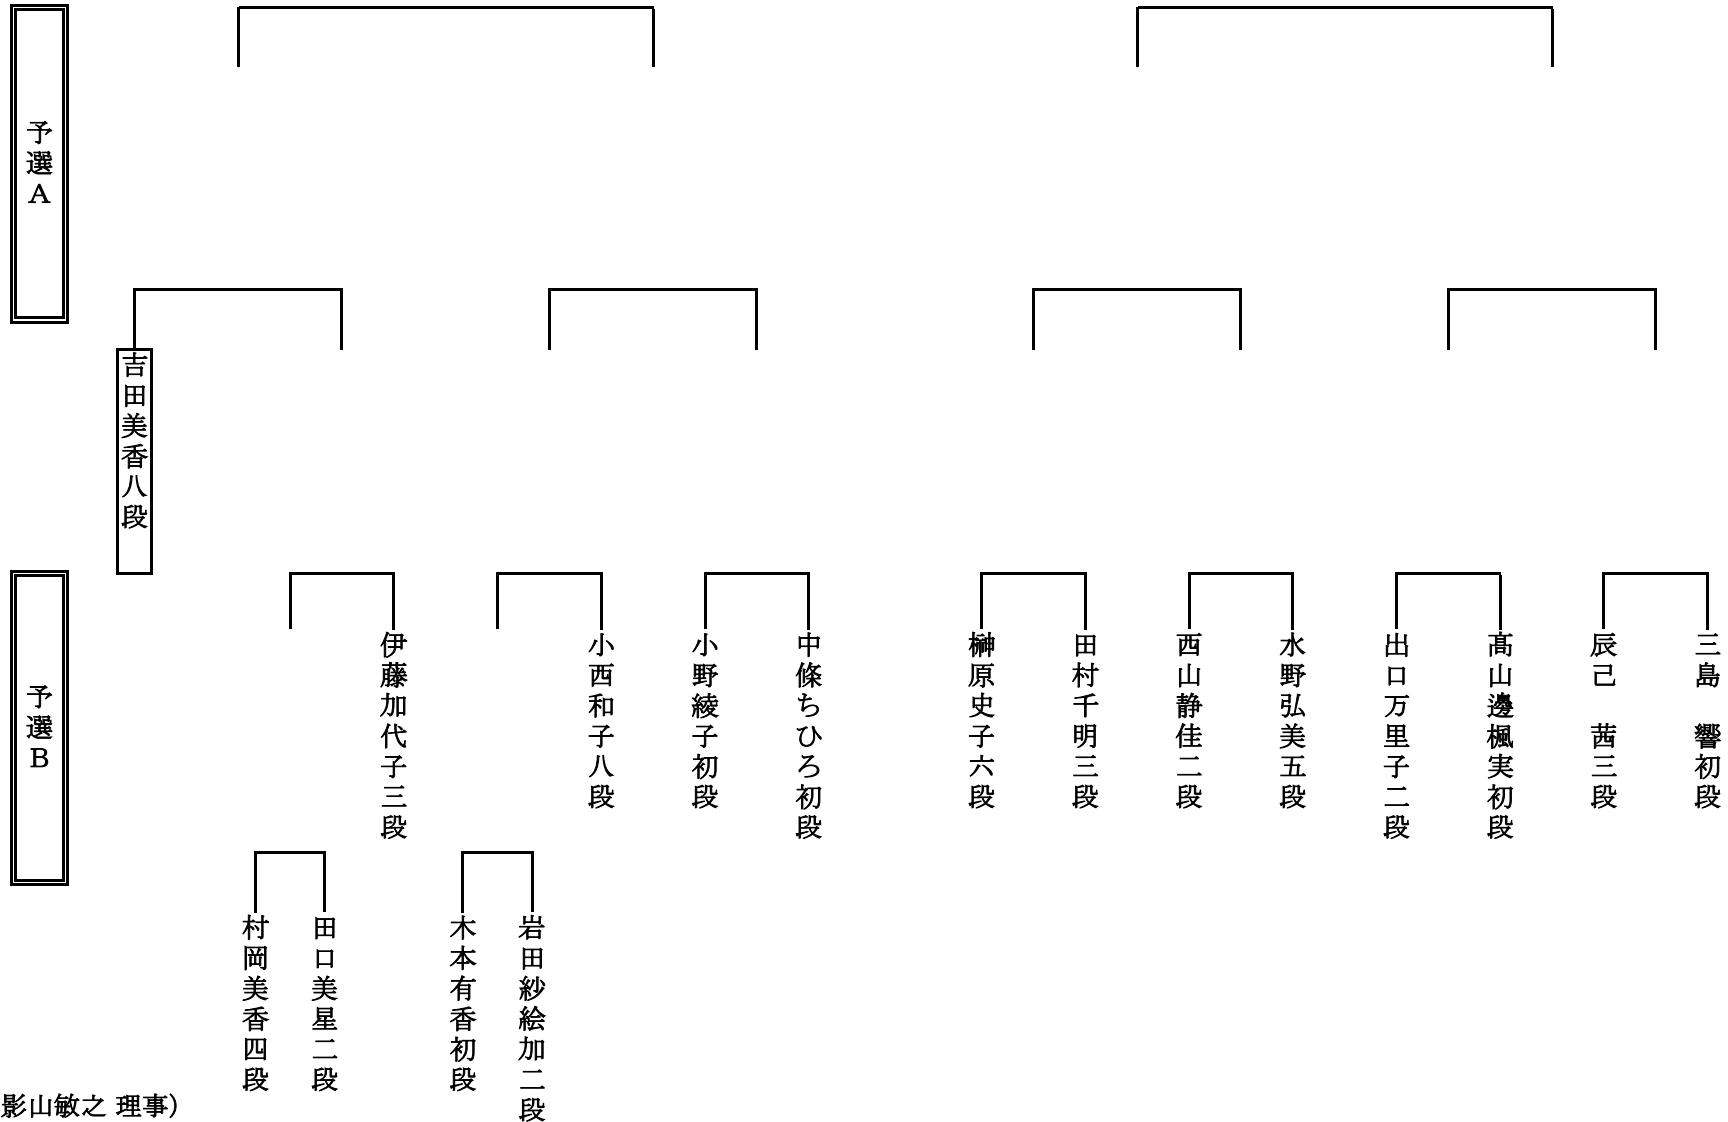 予選A
吉田美香八段
予選B
伊藤加代子三段
小西和子八段
小野綾子初段
中條ちひろ初段
榊原史子六段
田村千明三段
西山静佳二段
水野弘美五段
出口万里子二段
髙山邊楓実初段
辰己 茜三段
三島 響初段
村岡美香四段
田口美星二段
木本有香初段
岩田紗絵加二段
影山敏之 理事）